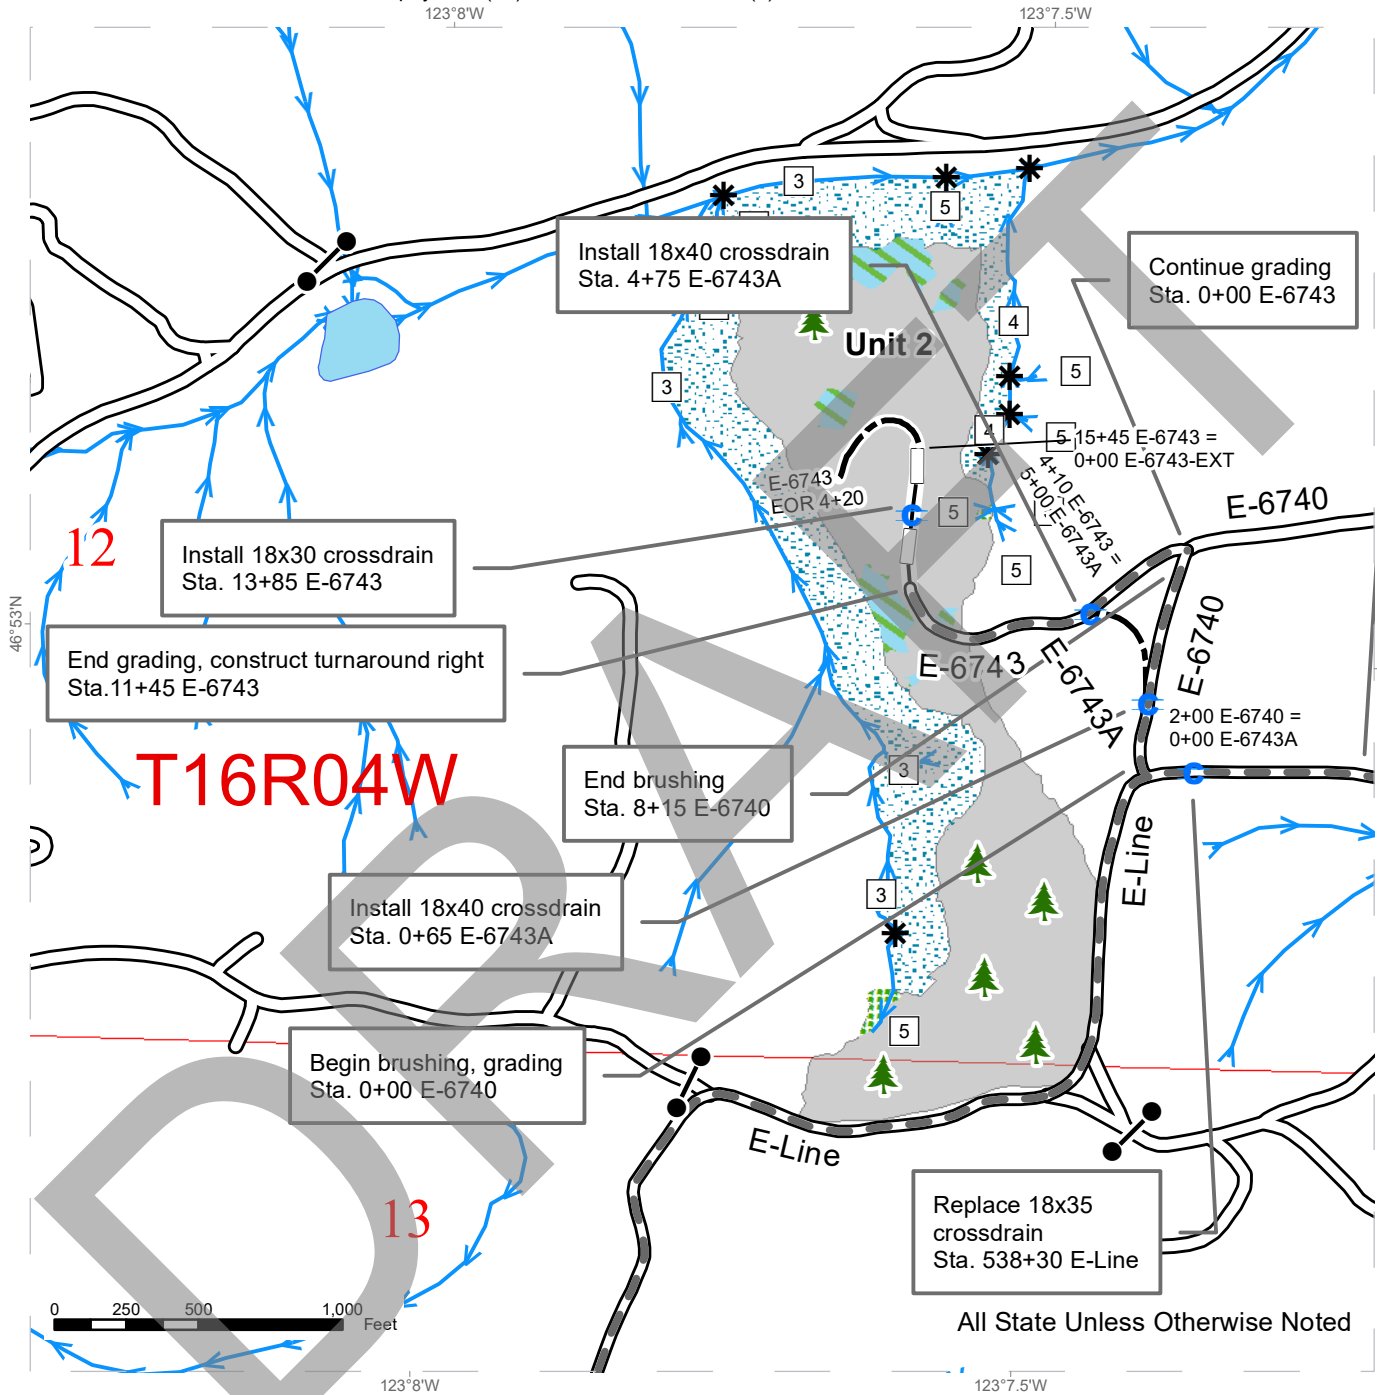 123°8'W
123°7.5'W
3
5
Install 18x40 crossdrain
Sta. 4+75 E-6743A
Continue grading
Sta. 0+00 E-6743
4
Unit 2
5
3
4
5
15+45 E-6743 =
0+00 E-6743-EXT
4+10 E-6743 =
5+00 E-6743A
E-6743
EOR 4+20
E-6740
C
5
12
Install 18x30 crossdrain
Sta. 13+85 E-6743
5
46°53'N
C
E-6740
End grading, construct turnaround right
Sta.11+45 E-6743
E-6743
E-6743A
C
2+00 E-6740 =
0+00 E-6743A
T16R04W
3
C
End brushing
Sta. 8+15 E-6740
E-Line
3
Install 18x40 crossdrain
Sta. 0+65 E-6743A
5
Begin brushing, grading
Sta. 0+00 E-6740
E-Line
13
Replace 18x35
crossdrain
Sta. 538+30 E-Line
0 250 500 1,000
Feet
All State Unless Otherwise Noted
123°8'W
123°7.5'W
DRAFT